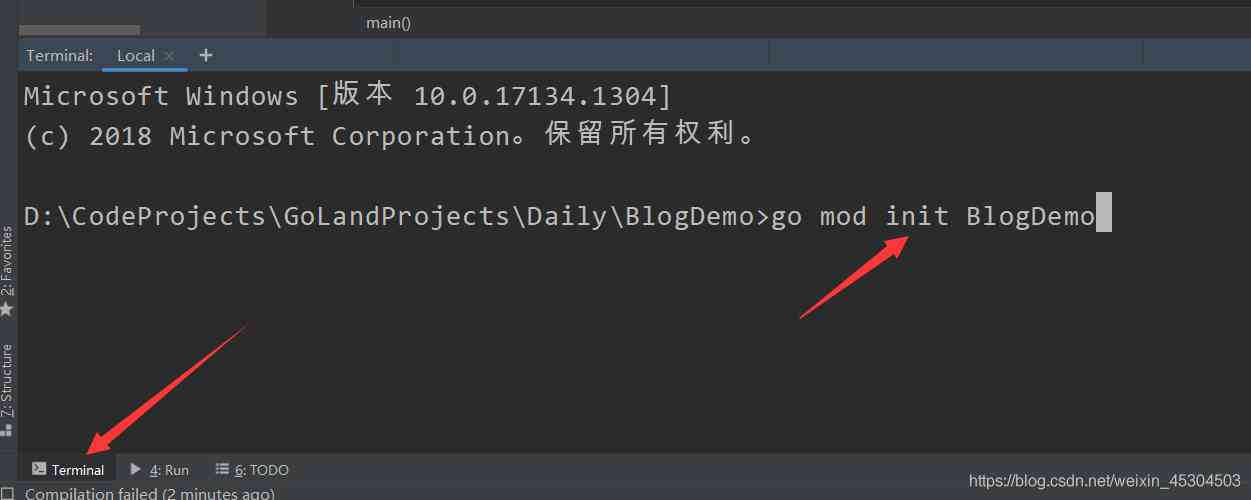 main()
Terminal: Local × +
Microsoft Windows [版本 10.0.17134.1304]
(c) 2018 Microsoft Corporation。保留所有权利。
D:\CodeProjects\GoLandProjects\Daily\BlogDemo>go mod init BlogDemo
2: Favorites
7: Structure
Terminal 4: Run 6: TODO
Compilation failed (2 minutes ago)
https://blog.csdn.net/weixin_45304503